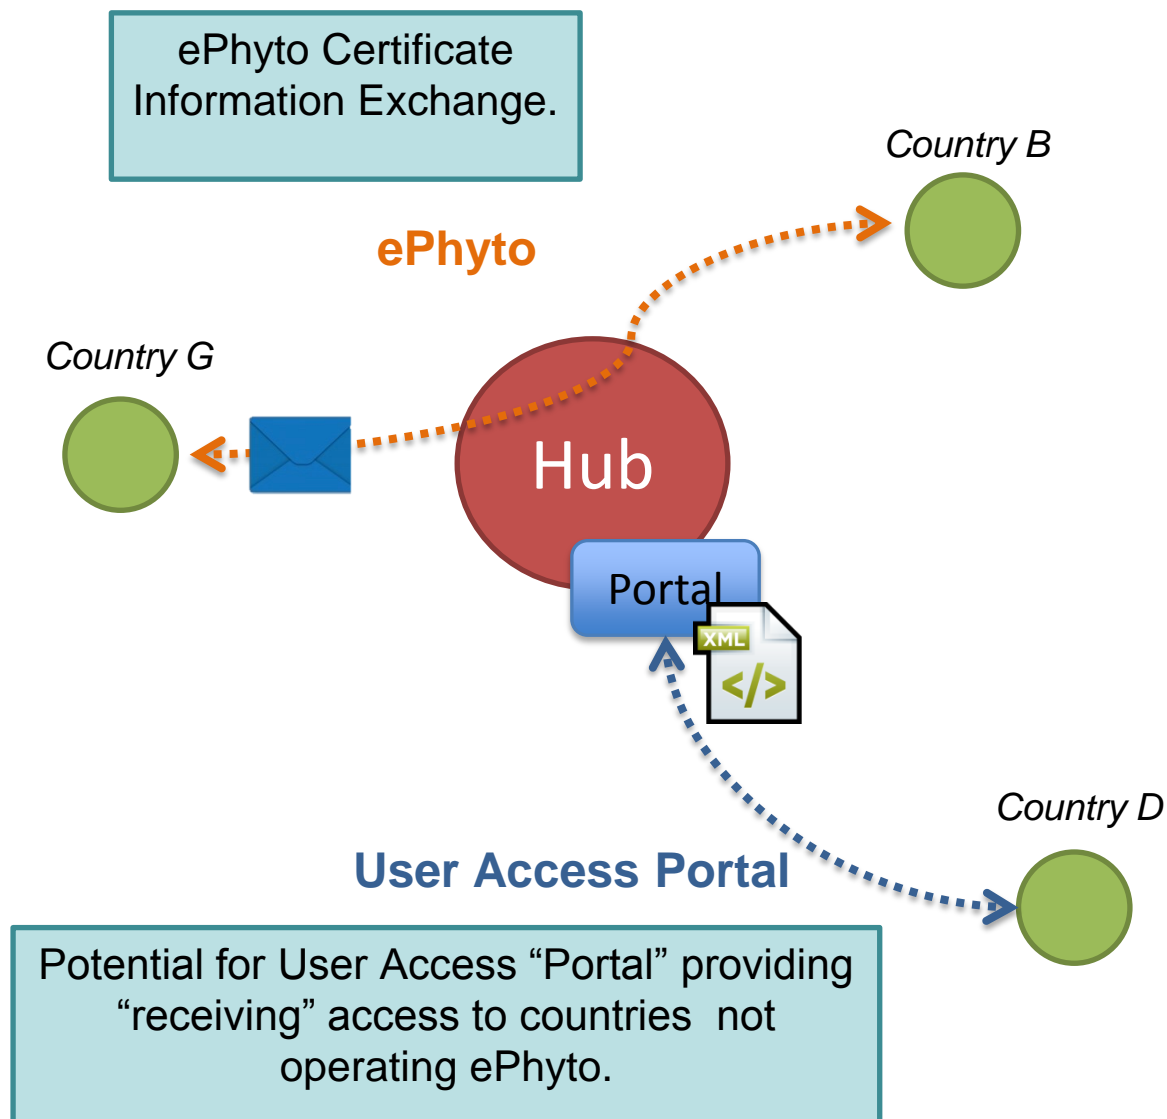 ePhyto Certificate
Information Exchange.
Country B
ePhyto
Country G
Hub
Portal
XML
</>
Country D
User Access Portal
Potential for User Access “Portal” providing
“receiving” access to countries  not
operating ePhyto.